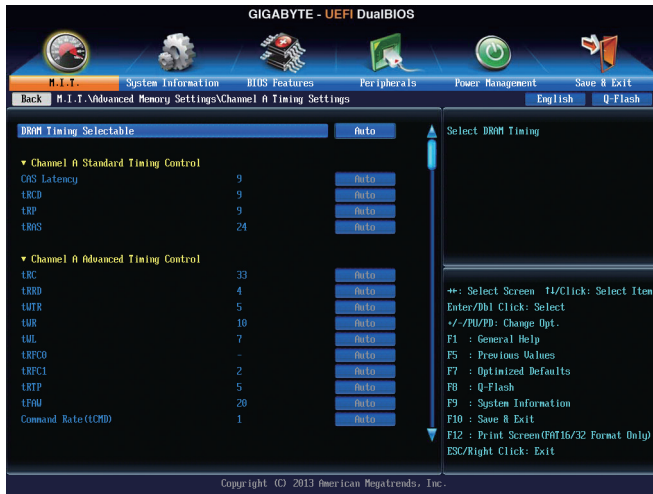 GIGABYTE - UEFI DualBIOS
M.I.T. System Information BIOS Features Peripherals Power Management Save & Exit
Back M.I.T.\Advanced Memory Settings\Channel A Timing Settings English Q-Flash
DRAM Timing Selectable Auto
▼ Channel A Standard Timing Control
CAS Latency 9 Auto
tRCD 9 Auto
tRP 9 Auto
tRAS 24 Auto
▼ Channel A Advanced Timing Control
tRC 33 Auto
tRRD 4 Auto
tWTR 5 Auto
tWR 10 Auto
tWL 7 Auto
tRFC0 - Auto
tRFC1 2 Auto
tRTP 5 Auto
tFAW 20 Auto
Command Rate(tCMD) 1 Auto
Select DRAM Timing
→←: Select Screen ↑↓/Click: Select Item
Enter/Dbl Click: Select
+/-/PU/PD: Change Opt.
F1 : General Help
F5 : Previous Values
F7 : Optimized Defaults
F8 : Q-Flash
F9 : System Information
F10 : Save & Exit
F12 : Print Screen(FAT16/32 Format Only)
ESC/Right Click: Exit
Copyright (C) 2013 American Megatrends, Inc.